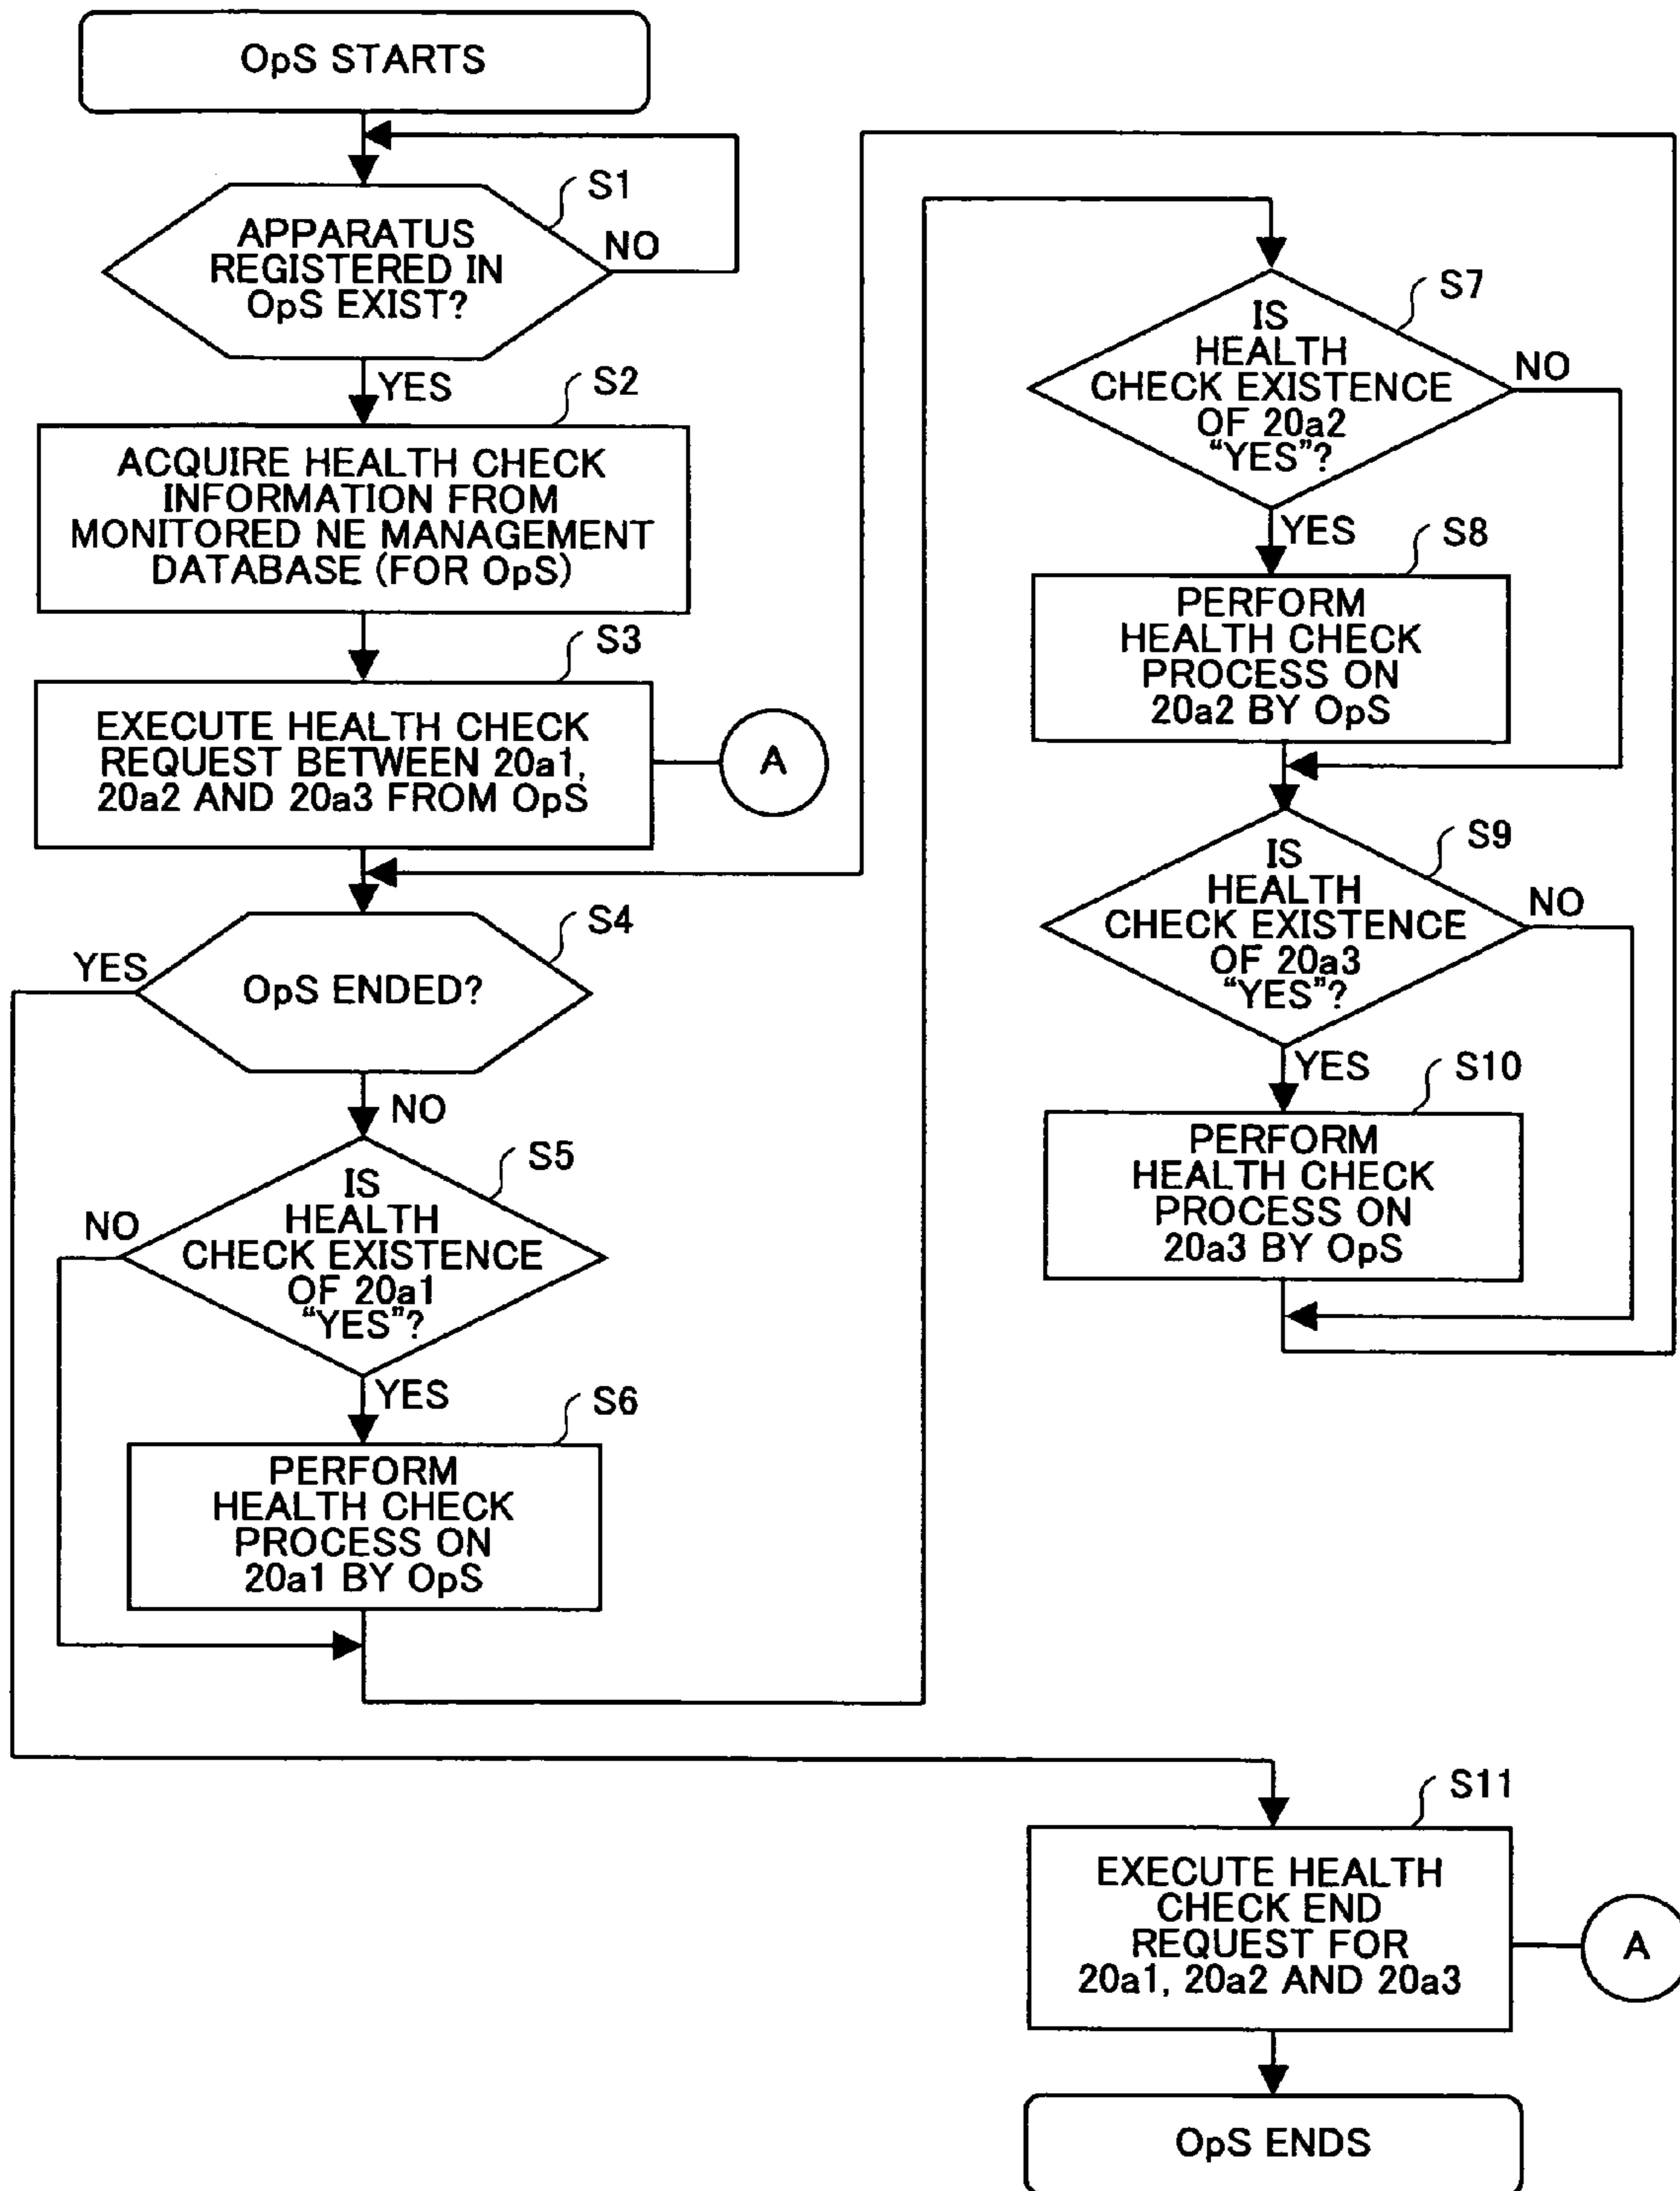 OpS STARTS
S1
APPARATUS
REGISTERED IN
OpS EXIST?
NO
YES
S2
ACQUIRE HEALTH CHECK
INFORMATION FROM
MONITORED NE MANAGEMENT
DATABASE (FOR OpS)
S3
EXECUTE HEALTH CHECK
REQUEST BETWEEN 20a1,
20a2 AND 20a3 FROM OpS
A
S4
YES
OpS ENDED?
NO
S5
IS
HEALTH
CHECK EXISTENCE
OF 20a1
“YES”?
NO
YES
S6
PERFORM
HEALTH CHECK
PROCESS ON
20a1 BY OpS
S7
IS
HEALTH
CHECK EXISTENCE
OF 20a2
“YES”?
NO
YES
S8
PERFORM
HEALTH CHECK
PROCESS ON
20a2 BY OpS
S9
IS
HEALTH
CHECK EXISTENCE
OF 20a3
“YES”?
NO
YES
S10
PERFORM
HEALTH CHECK
PROCESS ON
20a3 BY OpS
S11
EXECUTE HEALTH
CHECK END
REQUEST FOR
20a1, 20a2 AND 20a3
A
OpS ENDS